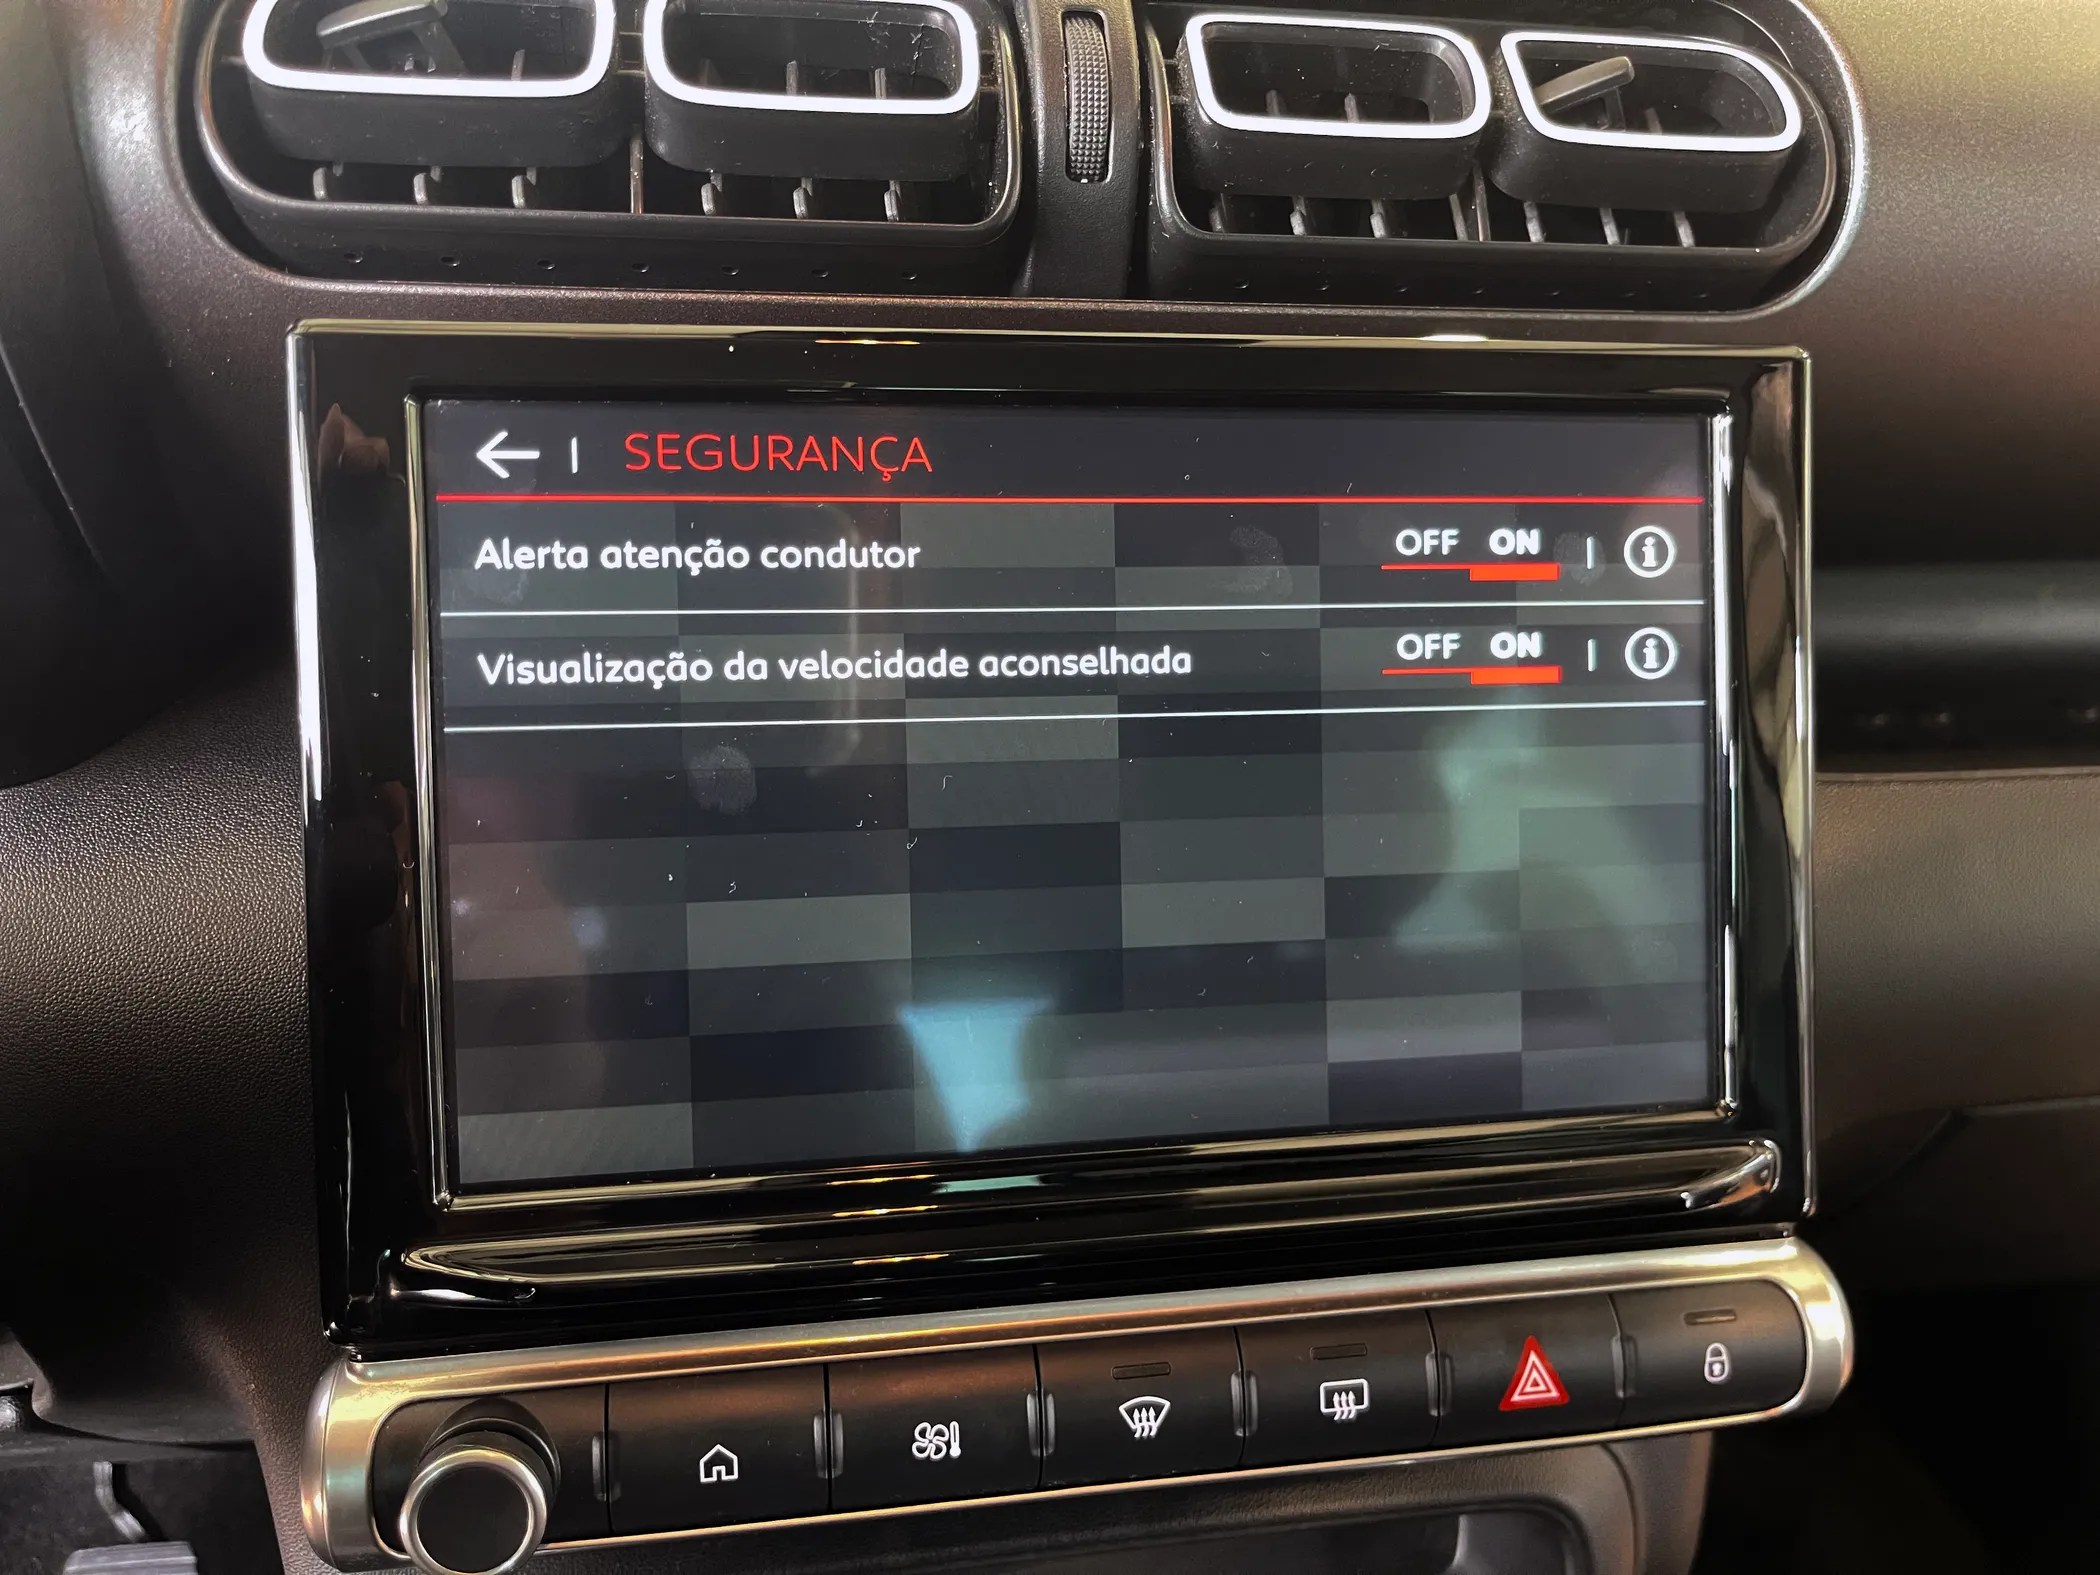 SEGURANÇA
Alerta atenção condutor OFF ON
Visualização da velocidade aconselhada OFF ON